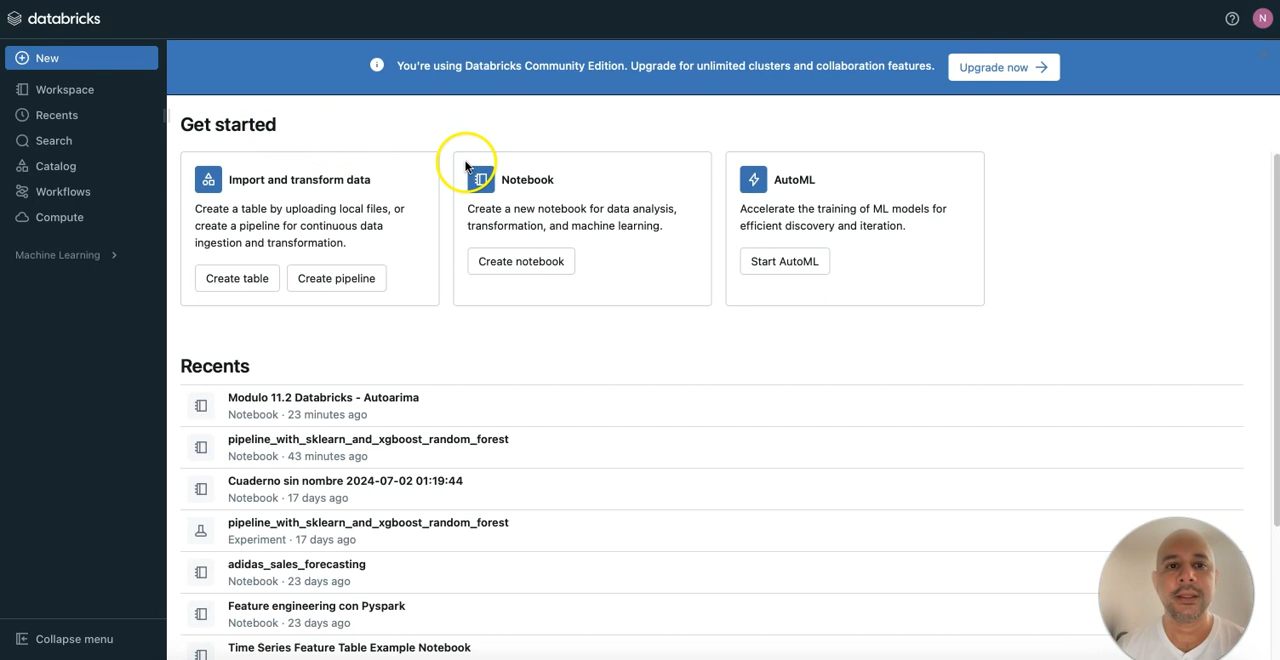 databricks
N
New
You're using Databricks Community Edition. Upgrade for unlimited clusters and collaboration features.
Upgrade now
Workspace
Recents
Search
Catalog
Workflows
Compute
Machine Learning
Collapse menu
Get started
Import and transform data
Create a table by uploading local files, or
create a pipeline for continuous data
ingestion and transformation.
Create table
Create pipeline
Notebook
Create a new notebook for data analysis,
transformation, and machine learning.
Create notebook
AutoML
Accelerate the training of ML models for
efficient discovery and iteration.
Start AutoML
Recents
Modulo 11.2 Databricks - Autoarima
Notebook · 23 minutes ago
pipeline_with_sklearn_and_xgboost_random_forest
Notebook · 43 minutes ago
Cuaderno sin nombre 2024-07-02 01:19:44
Notebook · 17 days ago
pipeline_with_sklearn_and_xgboost_random_forest
Experiment · 17 days ago
adidas_sales_forecasting
Notebook · 23 days ago
Feature engineering con Pyspark
Notebook · 23 days ago
Time Series Feature Table Example Notebook